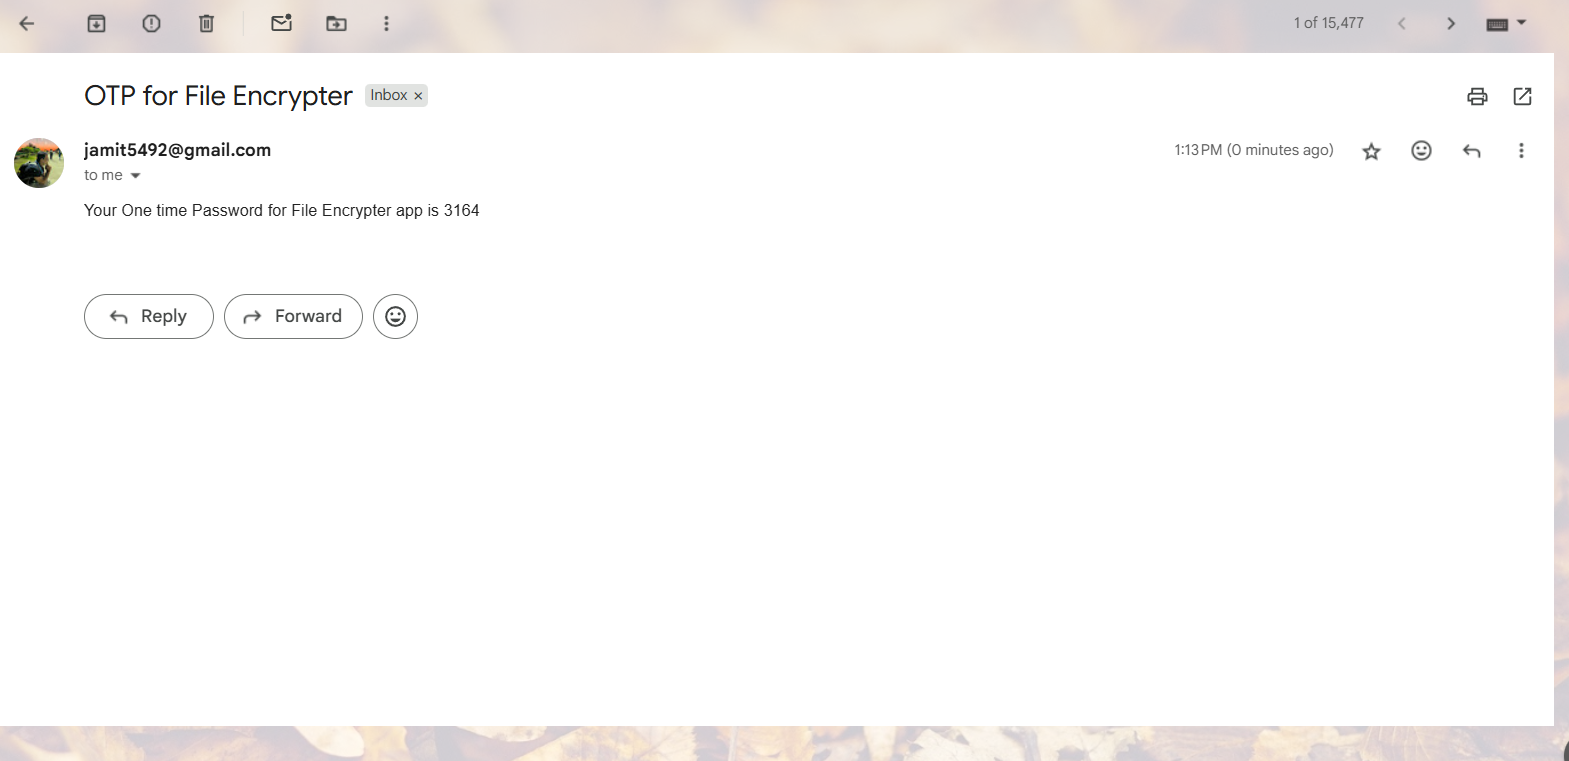 1 of 15,477
OTP for File Encrypter Inbox ×
jamit5492@gmail.com 1:13 PM (0 minutes ago)
to me
Your One time Password for File Encrypter app is 3164
Reply Forward